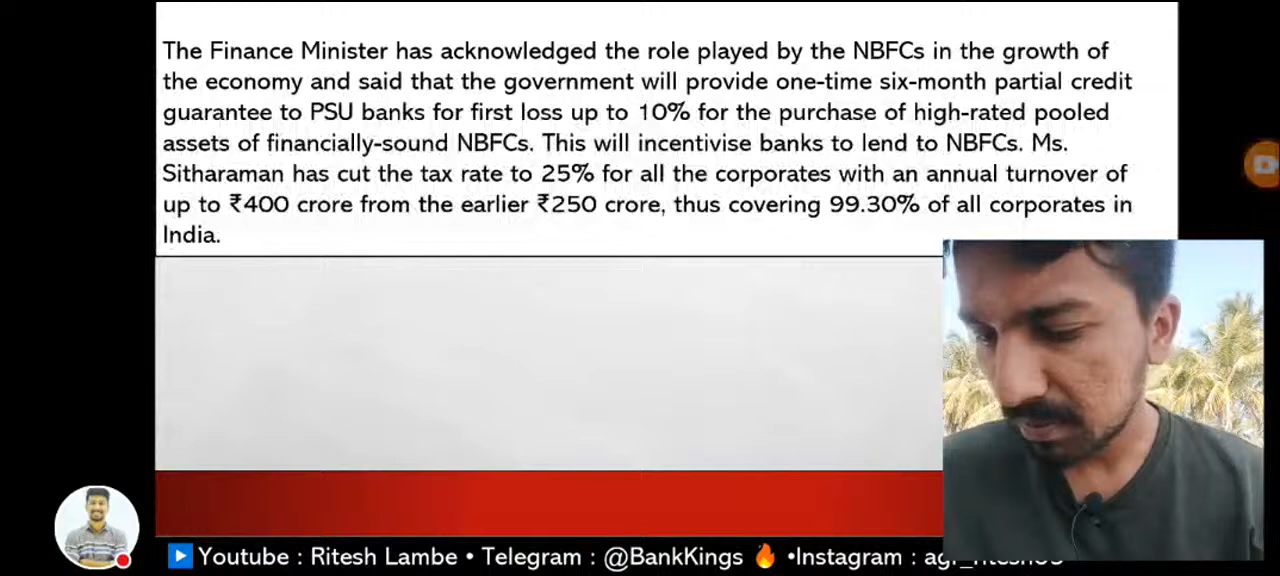 The Finance Minister has acknowledged the role played by the NBFCs in the growth of
the economy and said that the government will provide one-time six-month partial credit
guarantee to PSU banks for first loss up to 10% for the purchase of high-rated pooled
assets of financially-sound NBFCs. This will incentivise banks to lend to NBFCs. Ms.
Sitharaman has cut the tax rate to 25% for all the corporates with an annual turnover of
up to ₹400 crore from the earlier ₹250 crore, thus covering 99.30% of all corporates in
India.
Youtube : Ritesh Lambe • Telegram : @BankKings 🔥 •Instagram :